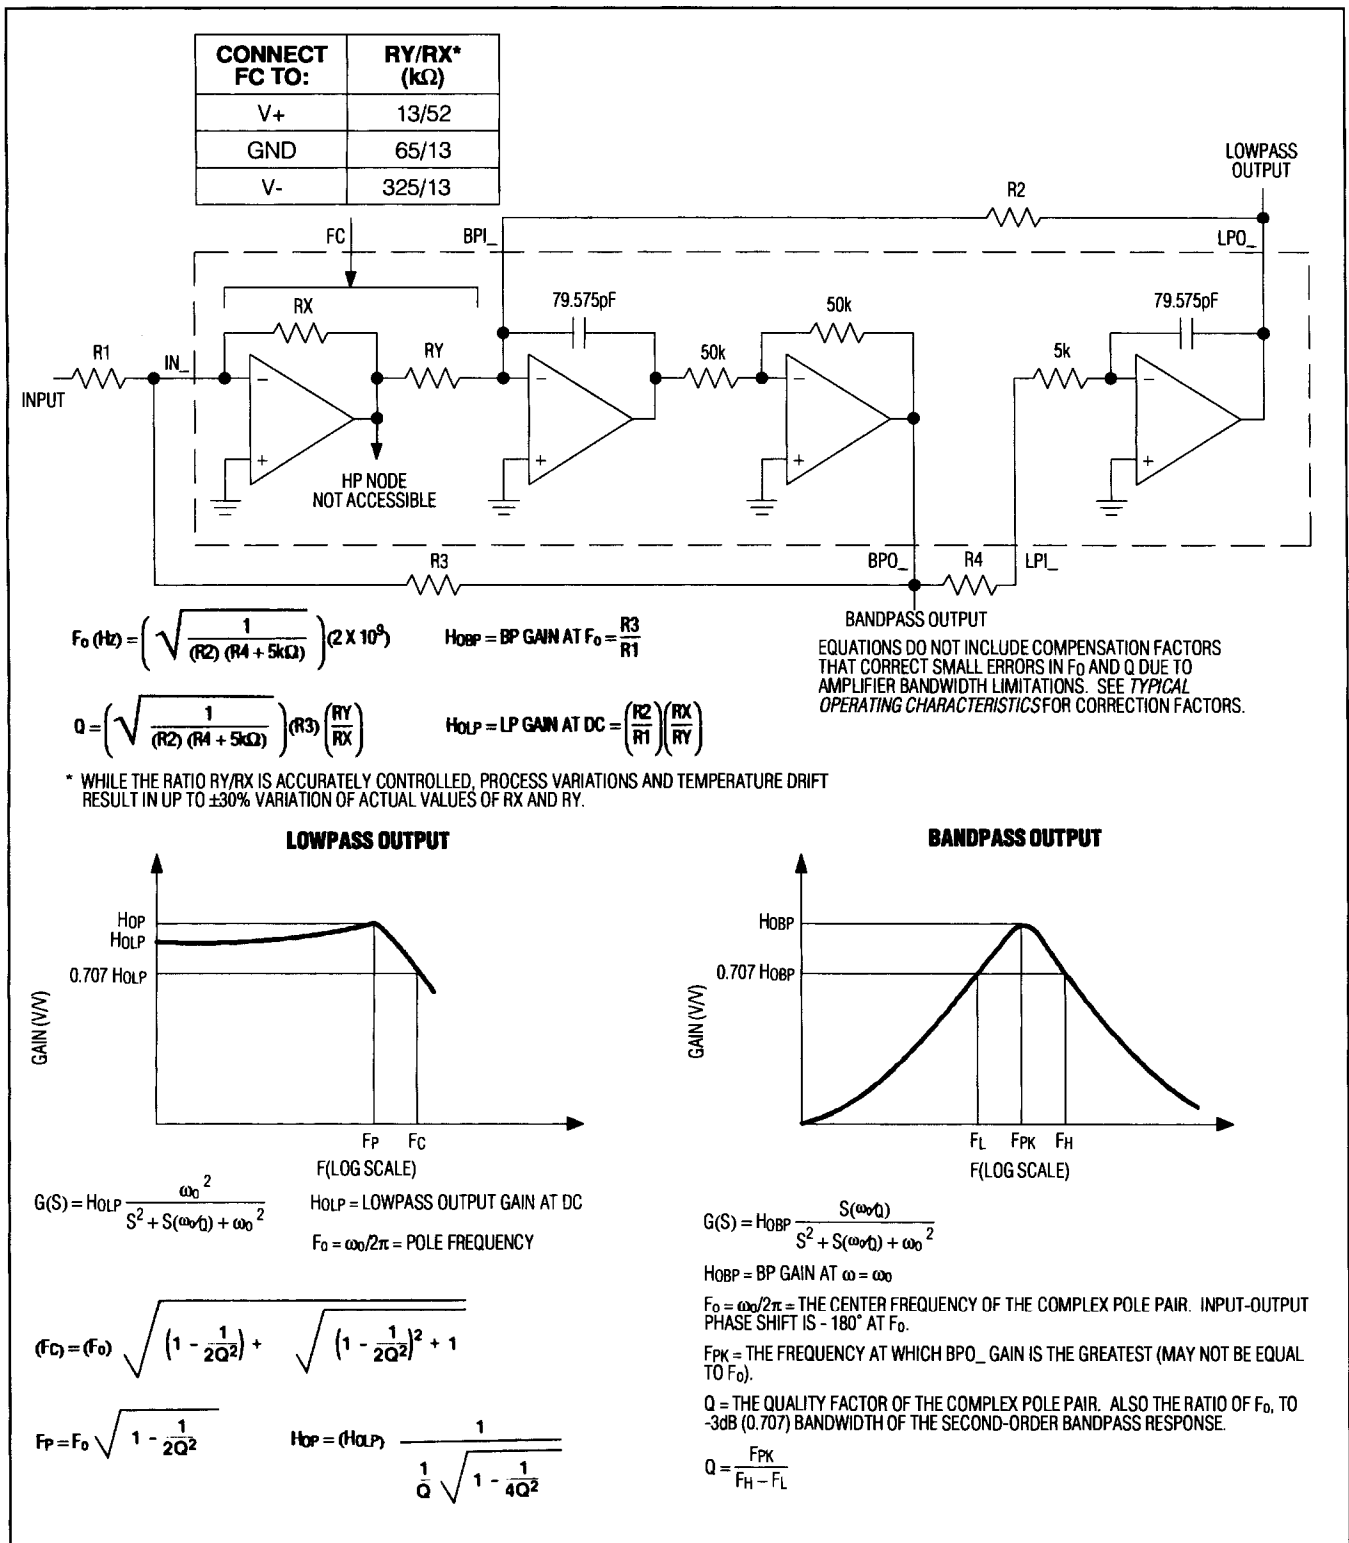 CONNECT FC TO: RY/RX* (kΩ)
V+ 13/52
GND 65/13
V- 325/13
LOWPASS
OUTPUT
R2
FC
BPI_
LPO_
RX
79.575pF
50k
79.575pF
R1
IN_
RY
50k
5k
INPUT
HP NODE
NOT ACCESSIBLE
R3
BPO_
R4
LPI_
BANDPASS OUTPUT
F₀ (Hz) = (√(1 / ((R2) (R4 + 5kΩ)))) (2 X 10⁹)
HOBP = BP GAIN AT F₀ = R3/R1
EQUATIONS DO NOT INCLUDE COMPENSATION FACTORS
THAT CORRECT SMALL ERRORS IN F₀ AND Q DUE TO
AMPLIFIER BANDWIDTH LIMITATIONS. SEE TYPICAL
OPERATING CHARACTERISTICS FOR CORRECTION FACTORS.
Q = (√(1 / ((R2) (R4 + 5kΩ)))) (R3) (RY/RX)
HOLP = LP GAIN AT DC = (R2/R1)(RX/RY)
* WHILE THE RATIO RY/RX IS ACCURATELY CONTROLLED, PROCESS VARIATIONS AND TEMPERATURE DRIFT
RESULT IN UP TO ±30% VARIATION OF ACTUAL VALUES OF RX AND RY.
LOWPASS OUTPUT
HOP
HOLP
0.707 HOLP
GAIN (V/V)
FP FC
F(LOG SCALE)
G(S) = HOLP ω₀² / (S² + S(ω₀/Q) + ω₀²)
HOLP = LOWPASS OUTPUT GAIN AT DC
F₀ = ω₀/2π = POLE FREQUENCY
(FC) = (F₀) √((1 - 1/2Q²) + √((1 - 1/2Q²)² + 1))
FP = F₀ √(1 - 1/2Q²)
HOP = (HOLP) 1 / ((1/Q) √(1 - 1/4Q²))
BANDPASS OUTPUT
HOBP
0.707 HOBP
GAIN (V/V)
FL FPK FH
F(LOG SCALE)
G(S) = HOBP S(ω₀/Q) / (S² + S(ω₀/Q) + ω₀²)
HOBP = BP GAIN AT ω = ω₀
F₀ = ω₀/2π = THE CENTER FREQUENCY OF THE COMPLEX POLE PAIR. INPUT-OUTPUT
PHASE SHIFT IS - 180° AT F₀.
FPK = THE FREQUENCY AT WHICH BPO_ GAIN IS THE GREATEST (MAY NOT BE EQUAL
TO F₀).
Q = THE QUALITY FACTOR OF THE COMPLEX POLE PAIR. ALSO THE RATIO OF F₀, TO
-3dB (0.707) BANDWIDTH OF THE SECOND-ORDER BANDPASS RESPONSE.
Q = FPK / (FH – FL)